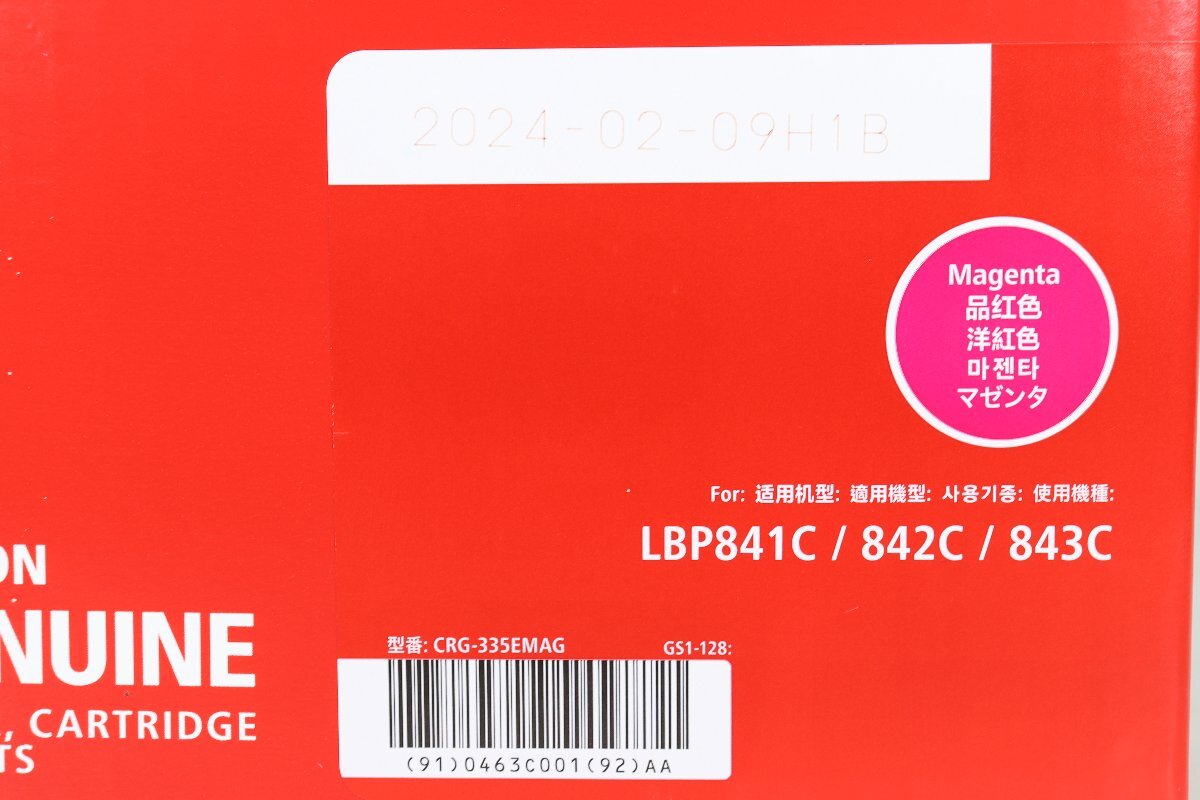 2024-02-09H1B
Magenta
品红色
洋紅色
마젠타
マゼンタ
For: 适用机型: 適用機型: 사용기종: 使用機種:
LBP841C / 842C / 843C
ON
NUINE
, CARTRIDGE
TS
型番: CRG-335EMAG
GS1-128:
(91)0463C001(92)AA